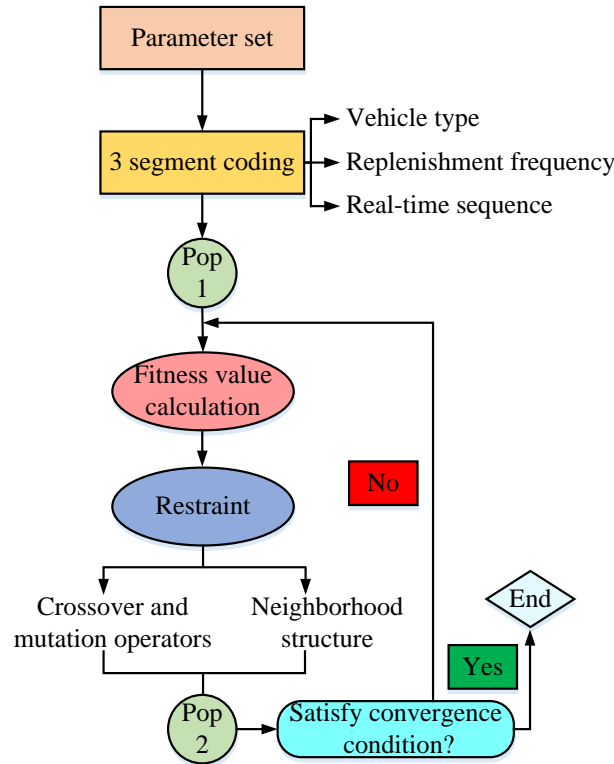 Parameter set
3 segment coding
Vehicle type
Replenishment frequency
Real-time sequence
Pop
1
Fitness value
calculation
No
Restraint
Crossover and
mutation operators
Neighborhood
structure
End
Yes
Pop
2
Satisfy convergence
condition?